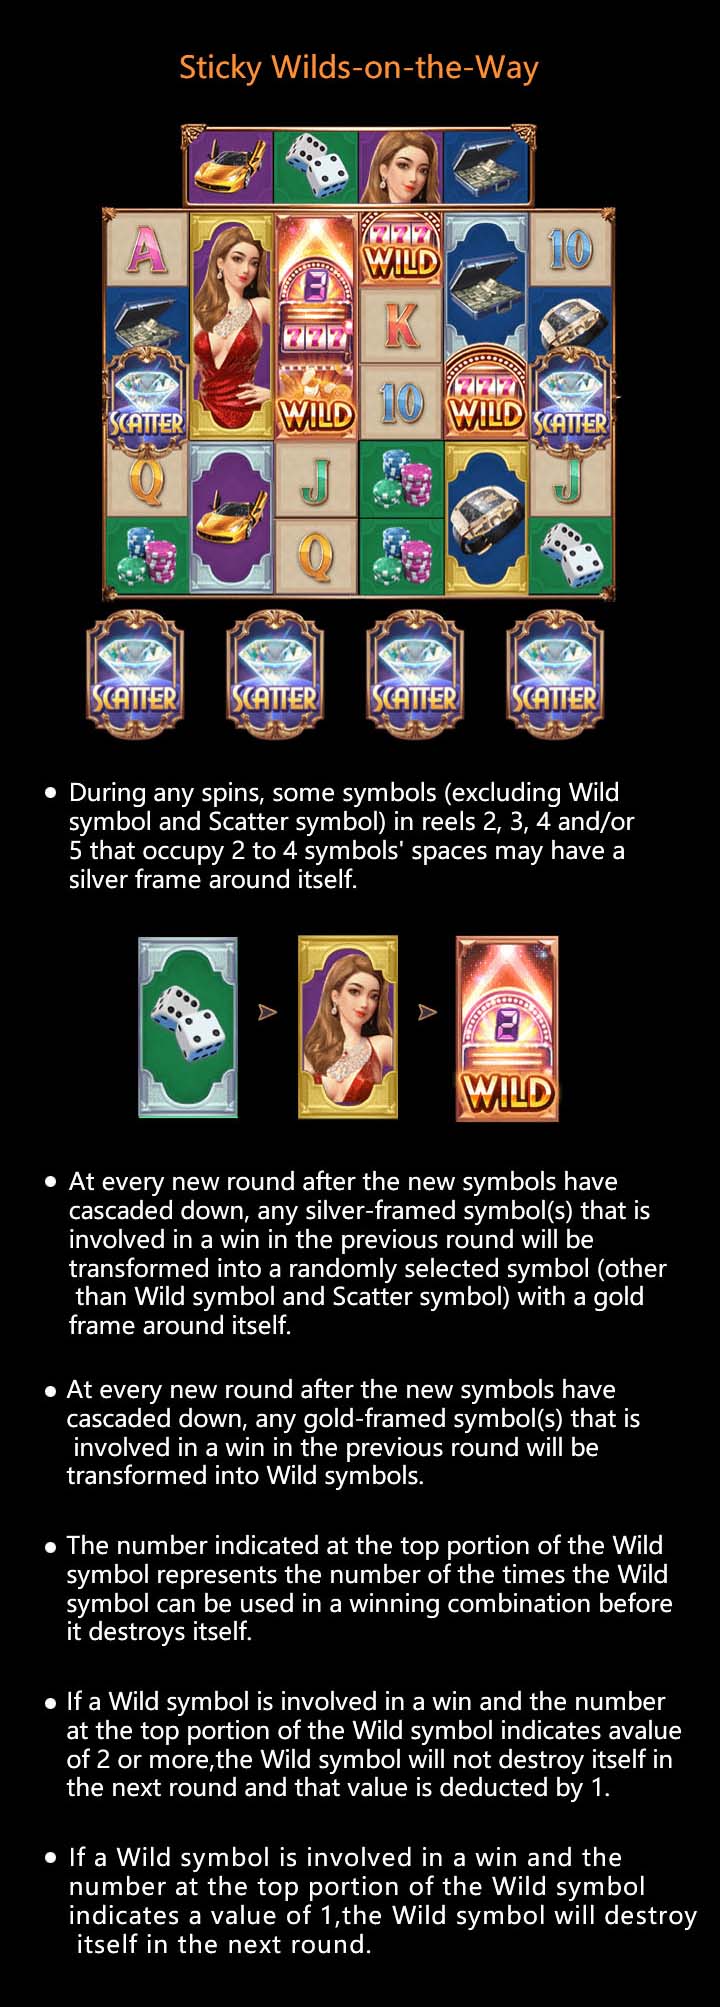 Sticky Wilds-on-the-Way
A
777
WILD
10
3
777
WILD
K
10
777
WILD
SCATTER
SCATTER
Q
J
J
Q
SCATTER
SCATTER
SCATTER
SCATTER
During any spins, some symbols (excluding Wild
symbol and Scatter symbol) in reels 2, 3, 4 and/or
5 that occupy 2 to 4 symbols' spaces may have a
silver frame around itself.
2
WILD
At every new round after the new symbols have
cascaded down, any silver-framed symbol(s) that is
involved in a win in the previous round will be
transformed into a randomly selected symbol (other
than Wild symbol and Scatter symbol) with a gold
frame around itself.
At every new round after the new symbols have
cascaded down, any gold-framed symbol(s) that is
involved in a win in the previous round will be
transformed into Wild symbols.
The number indicated at the top portion of the Wild
symbol represents the number of the times the Wild
symbol can be used in a winning combination before
it destroys itself.
If a Wild symbol is involved in a win and the number
at the top portion of the Wild symbol indicates avalue
of 2 or more,the Wild symbol will not destroy itself in
the next round and that value is deducted by 1.
If a Wild symbol is involved in a win and the
number at the top portion of the Wild symbol
indicates a value of 1,the Wild symbol will destroy
itself in the next round.